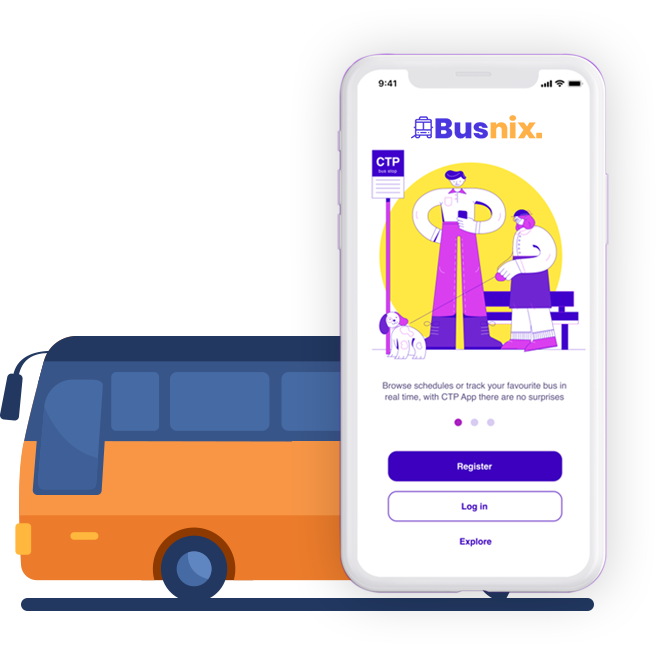 9:41
Busnix.
CTP
bus stop
Browse schedules or track your favourite bus in
real time, with CTP App there are no surprises
Register
Log in
Explore